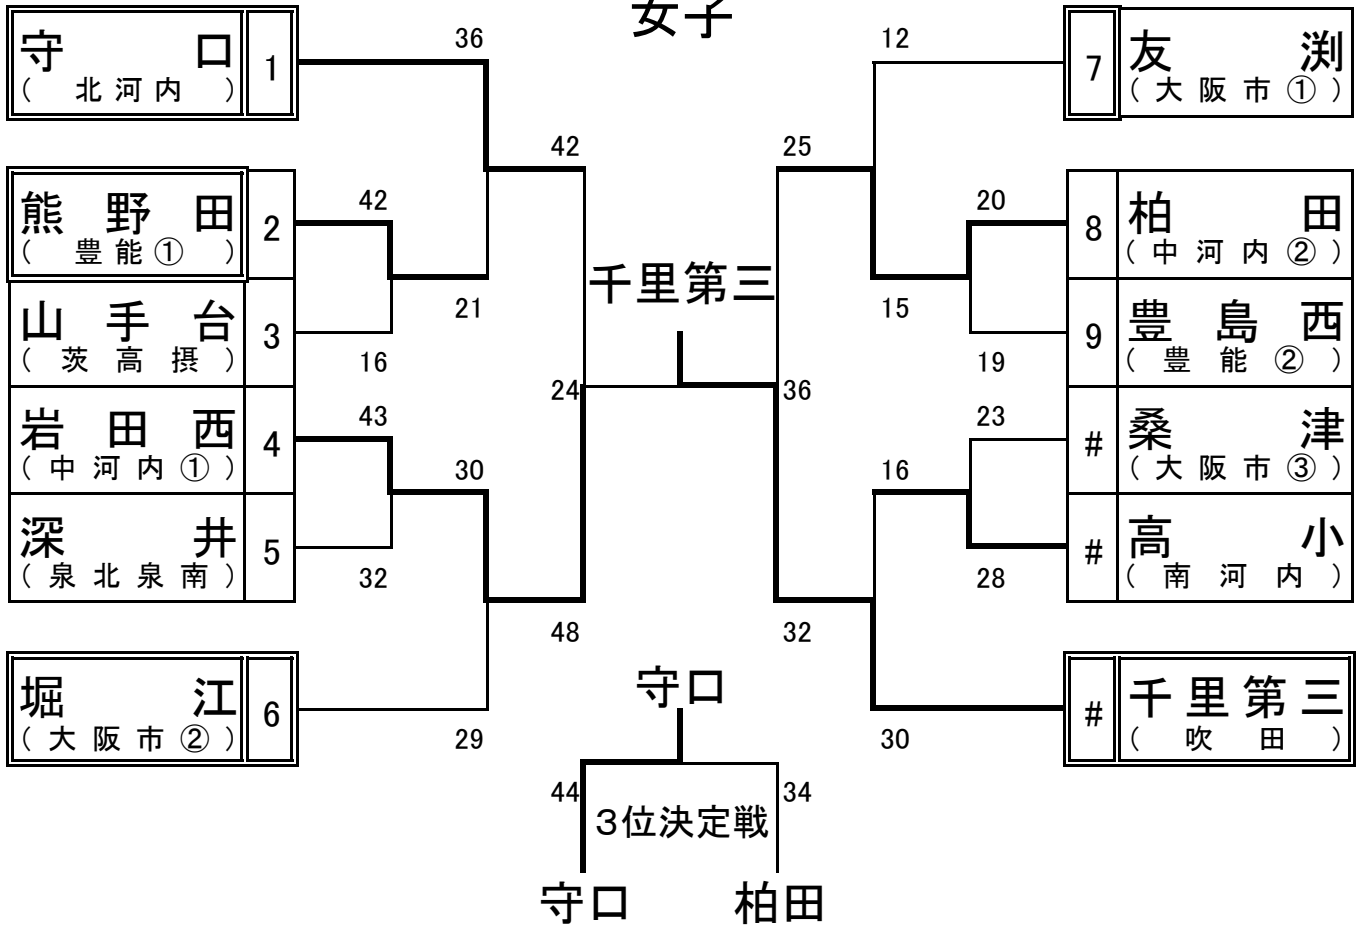 女子
守口
(北河内)
1
36
熊野田
(豊能①)
2
42
山手台
(茨高摂)
3
16
21
42
岩田西
(中河内①)
4
43
深井
(泉北泉南)
5
32
30
堀江
(大阪市②)
6
29
48
24
千里第三
36
12
7
友渕
(大阪市①)
25
20
8
柏田
(中河内②)
15
19
9
豊島西
(豊能②)
23
#
桑津
(大阪市③)
16
28
#
高小
(南河内)
32
30
#
千里第三
(吹田)
守口
44
34
3位決定戦
守口
柏田